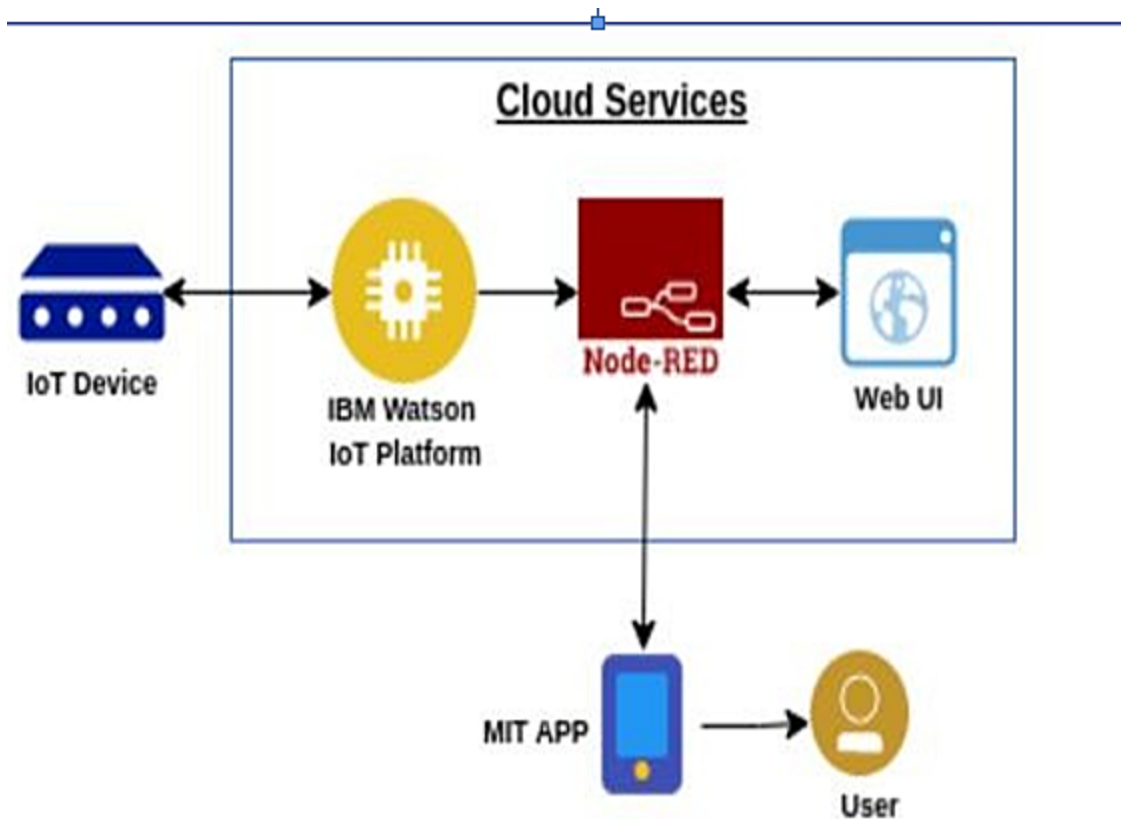 Cloud Services
Node-RED
IoT Device
Web UI
IBM Watson
IoT Platform
MIT APP
User